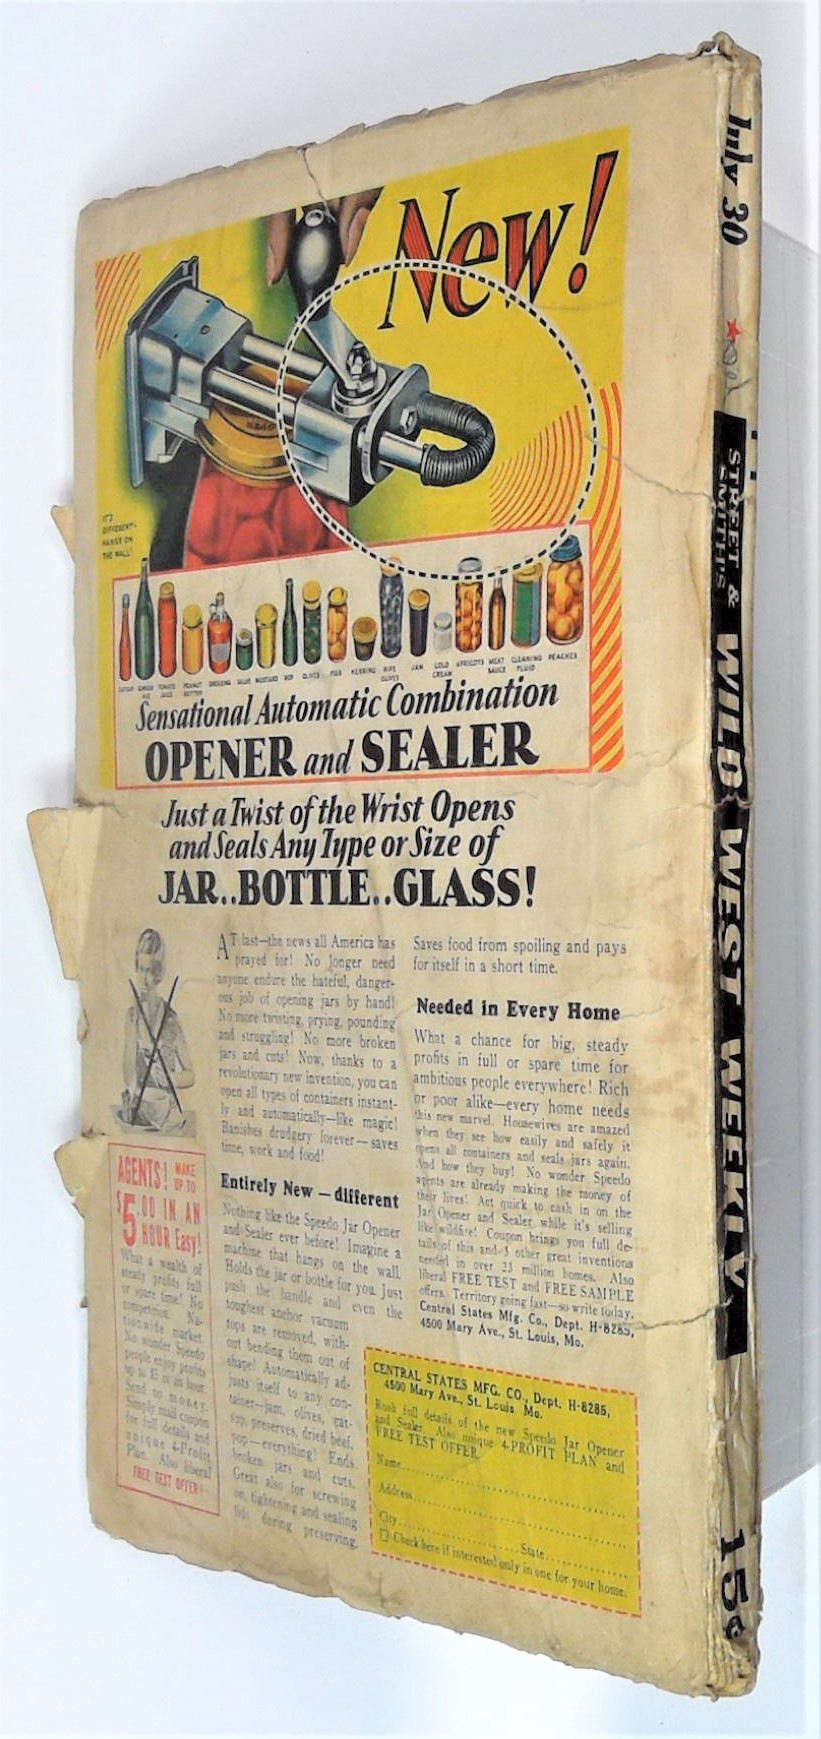 New!
IT'S
DIFFERENT-
HANGS ON
THE WALL!
CATSUP GINGER ALE TOMATO JUICE PEANUT BUTTER MUSTARD POP OLIVES FIGS HERRING RIPE OLIVES JAM COLD CREAM APRICOTS MEAT SAUCE CLEANING FLUID PEACHES
Sensational Automatic Combination
OPENER and SEALER
Just a Twist of the Wrist Opens
and Seals Any Type or Size of
JAR..BOTTLE..GLASS!
AT last—the news all America has
prayed for! No longer need
anyone endure the hateful, danger-
ous job of opening jars by hand!
No more twisting, prying, pounding
and struggling! No more broken
jars and cuts! Now, thanks to a
revolutionary new invention, you can
open all types of containers instant-
ly and automatically—like magic!
Banishes drudgery forever—saves
time, work and food!
Entirely New—different
Nothing like the Speedo Jar Opener
and Sealer ever before! Imagine a
machine that hangs on the wall.
Holds the jar or bottle for you. Just
push the handle and even the
toughest anchor vacuum
tops are removed, with-
out bending them out of
shape! Automatically ad-
justs itself to any con-
tainer—jam, olives, cat-
sup, preserves, dried beef,
pop—everything! Ends
broken jars and cuts.
Great also for screwing
on, tightening and sealing
lids during preserving.
Saves food from spoiling and pays
for itself in a short time.
Needed in Every Home
What a chance for big, steady
profits in full or spare time for
ambitious people everywhere! Rich
or poor alike—every home needs
this new marvel. Housewives are amazed
when they see how easily and safely it
opens all containers and seals jars again.
And how they buy! No wonder Speedo
agents are already making the money of
their lives! Act quick to cash in on the
Jar Opener and Sealer while it's selling
like wildfire! Coupon brings you full de-
tails of this and 3 other great inventions
needed in over 23 million homes. Also
liberal FREE TEST and FREE SAMPLE
offers. Territory going fast—so write today.
Central States Mfg. Co., Dept. H-8285,
4500 Mary Ave., St. Louis, Mo.
AGENTS! MAKE UP TO
$5.00 IN AN
HOUR Easy!
What a wealth of
steady profits full
or spare time! No
competition. Na-
tionwide market.
No wonder Speedo
people enjoy profits
up to $5 in an hour.
Send no money.
Simply mail coupon
for full details and
unique 4-Profit
Plan. Also liberal
FREE TEST OFFER!
CENTRAL STATES MFG. CO., Dept. H-8285,
4500 Mary Ave., St. Louis Mo.
Rush full details of the new Speedo Jar Opener
and Sealer. Also unique 4-PROFIT PLAN and
FREE TEST OFFER.
Name
Address
City State
Check here if interested only in one for your home.
July 30
STREET &
SMITH'S
WILD WEST WEEKLY
15¢